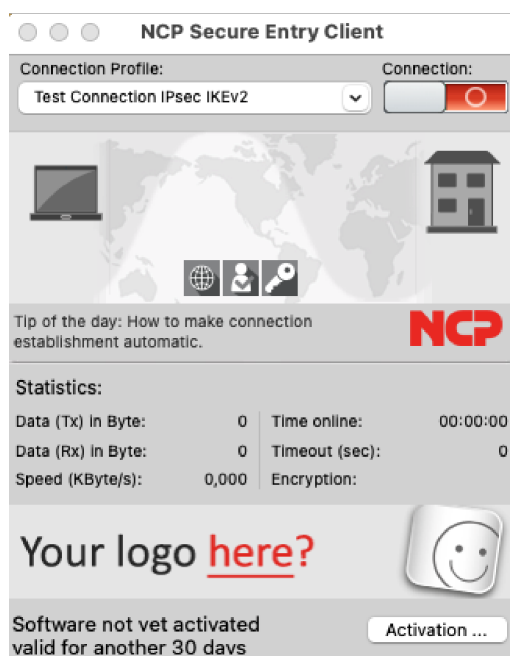 NCP Secure Entry Client
Connection Profile:
Connection:
Test Connection IPsec IKEv2
Tip of the day: How to make connection
establishment automatic.
NCP
Statistics:
Data (Tx) in Byte: 0
Time online: 00:00:00
Data (Rx) in Byte: 0
Timeout (sec): 0
Speed (KByte/s): 0,000
Encryption:
Your logo here?
Software not yet activated
valid for another 30 days
Activation ...